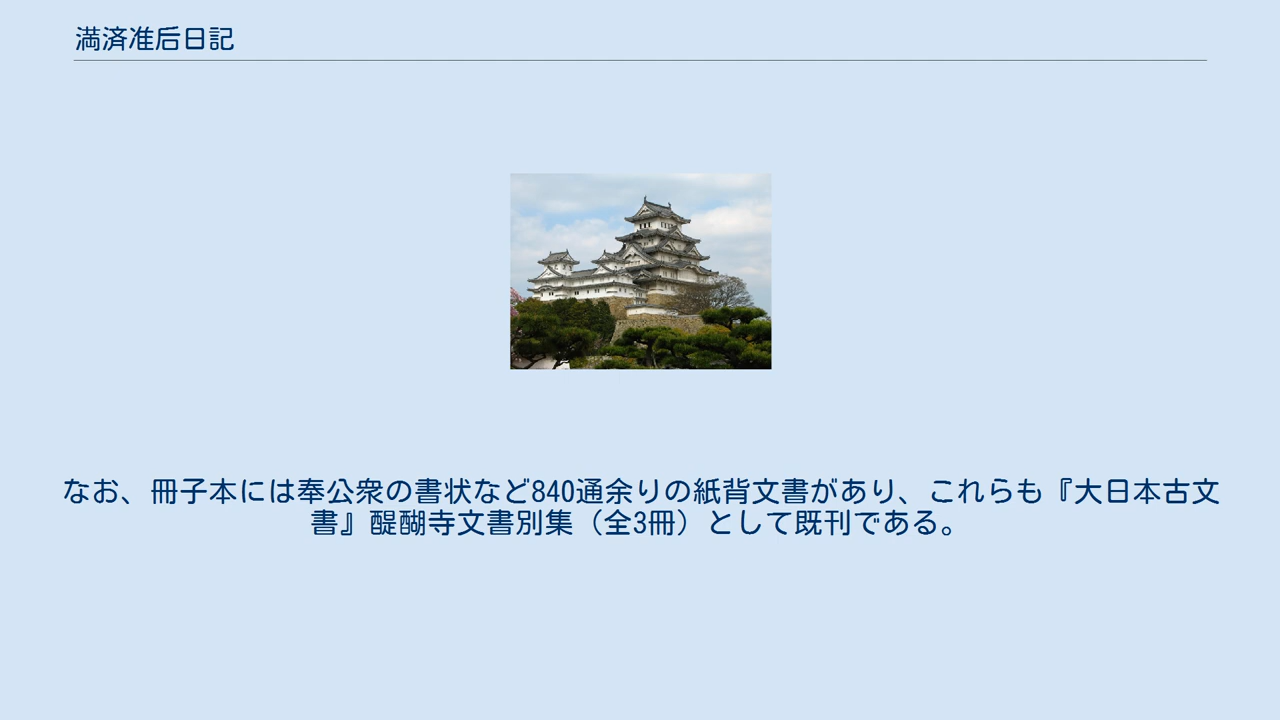 満済准后日記
なお、冊子本には奉公衆の書状など840通余りの紙背文書があり、これらも『大日本古文
書』醍醐寺文書別集（全3冊）として既刊である。